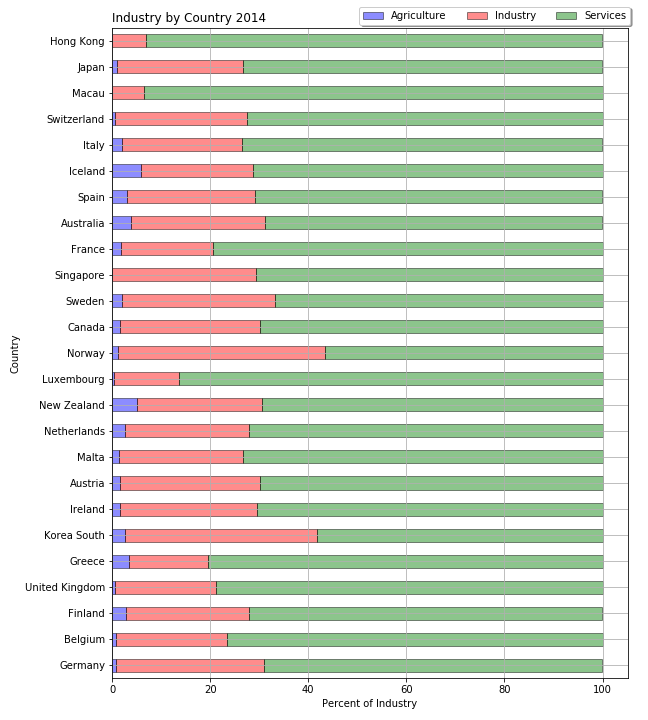 Industry by Country 2014
Agriculture Industry Services
Hong Kong
Japan
Macau
Switzerland
Italy
Iceland
Spain
Australia
France
Singapore
Sweden
Canada
Norway
Luxembourg
New Zealand
Netherlands
Malta
Austria
Ireland
Korea South
Greece
United Kingdom
Finland
Belgium
Germany
Country
0 20 40 60 80 100
Percent of Industry